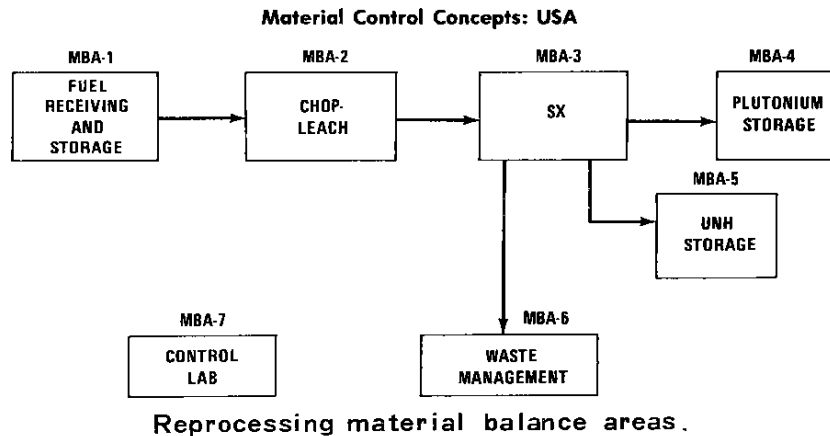 Material Control Concepts: USA
MBA-1
FUEL
RECEIVING
AND
STORAGE
MBA-2
CHOP-
LEACH
MBA-3
SX
MBA-4
PLUTONIUM
STORAGE
MBA-5
UNH
STORAGE
MBA-6
WASTE
MANAGEMENT
MBA-7
CONTROL
LAB
Reprocessing material balance areas.